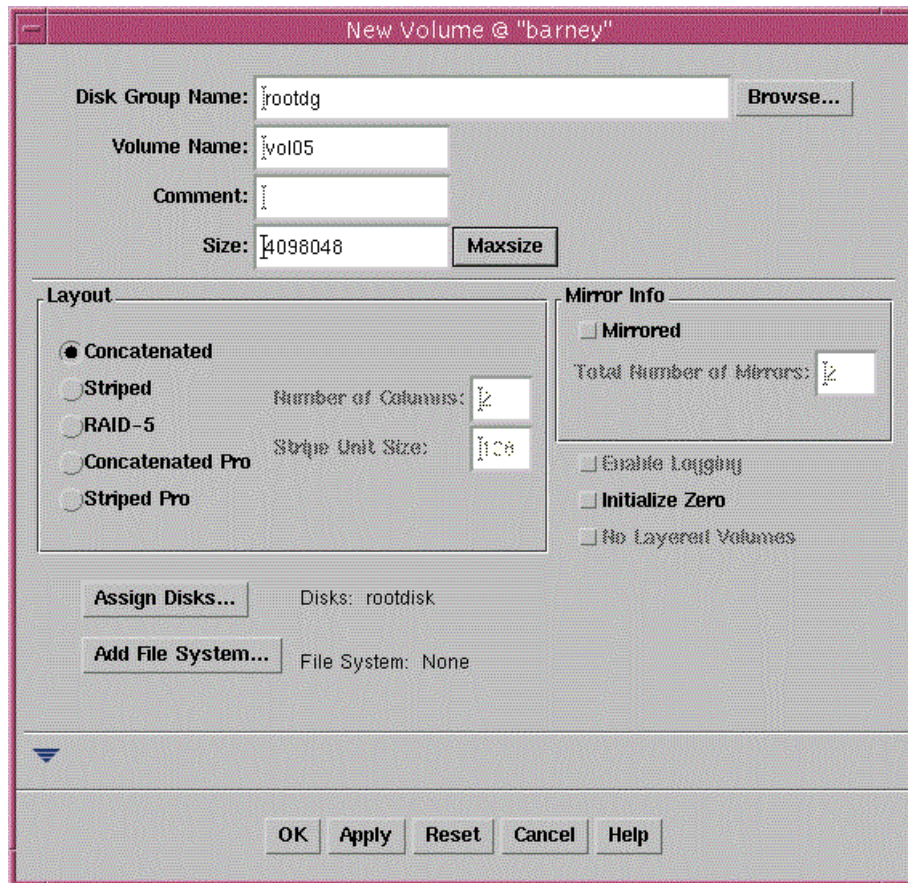 New Volume @ "barney"
Disk Group Name: rootdg Browse...
Volume Name: vol05
Comment:
Size: 4098048 Maxsize
Layout
Concatenated
Striped
RAID-5
Concatenated Pro
Striped Pro
Number of Columns: 2
Stripe Unit Size: 128
Mirror Info
Mirrored
Total Number of Mirrors: 2
Enable Logging
Initialize Zero
No Layered Volumes
Assign Disks... Disks: rootdisk
Add File System... File System: None
OK Apply Reset Cancel Help